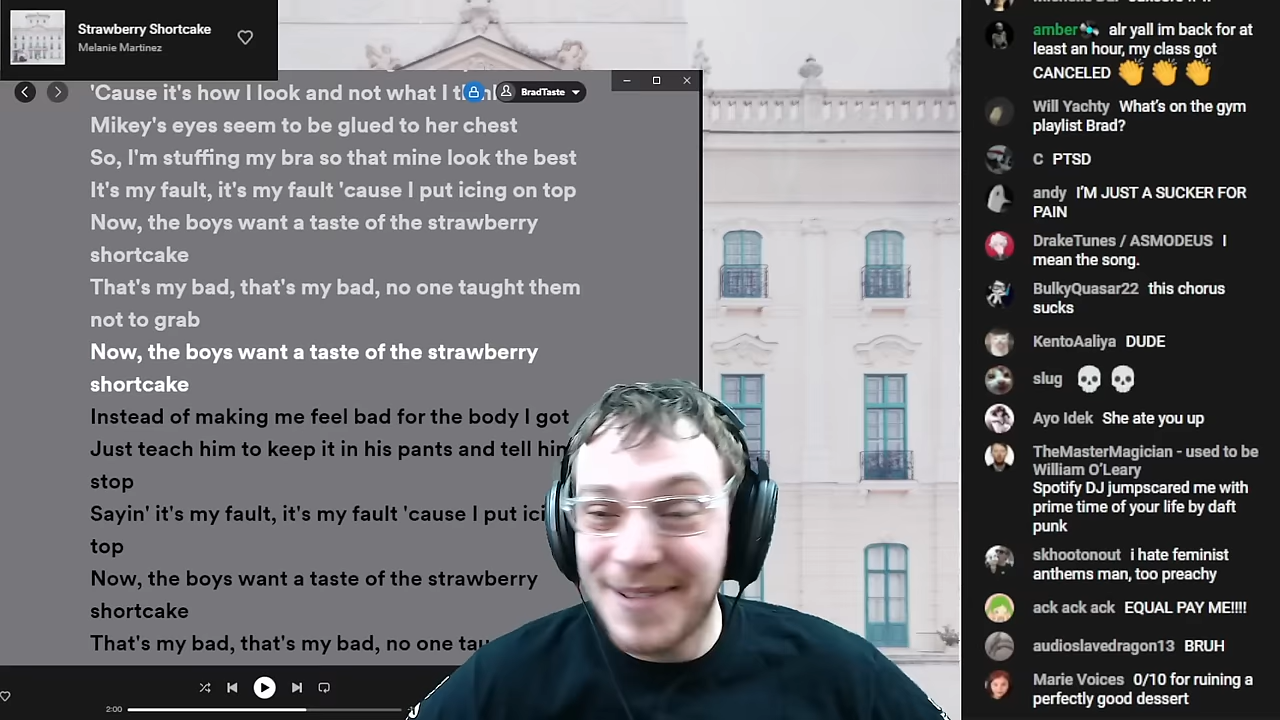 Strawberry Shortcake
Melanie Martinez
BradTaste
'Cause it's how I look and not what I
Mikey's eyes seem to be glued to her chest
So, I'm stuffing my bra so that mine look the best
It's my fault, it's my fault 'cause I put icing on top
Now, the boys want a taste of the strawberry
shortcake
That's my bad, that's my bad, no one taught them
not to grab
Now, the boys want a taste of the strawberry
shortcake
Instead of making me feel bad for the body I got
Just teach him to keep it in his pants and tell him
stop
Sayin' it's my fault, it's my fault 'cause I put
top
Now, the boys want a taste of the strawberry
shortcake
That's my bad, that's my bad, no one
2:00
amber alr yall im back for at
least an hour, my class got
CANCELED 👏 👏 👏
Will Yachty What's on the gym
playlist Brad?
C PTSD
andy I'M JUST A SUCKER FOR
PAIN
DrakeTunes / ASMODEUS I
mean the song.
BulkyQuasar22 this chorus
sucks
KentoAaliya DUDE
slug 💀 💀
Ayo Idek She ate you up
TheMasterMagician - used to be
William O'Leary
Spotify DJ jumpscared me with
prime time of your life by daft
punk
skhootonout i hate feminist
anthems man, too preachy
ack ack ack EQUAL PAY ME!!!!
audioslavedragon13 BRUH
Marie Voices 0/10 for ruining a
perfectly good dessert